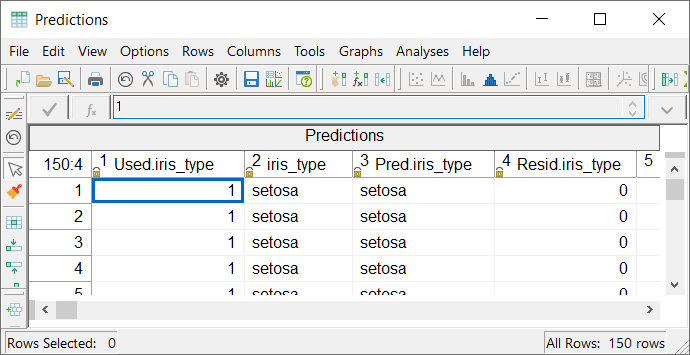 Predictions
File Edit View Options Rows Columns Tools Graphs Analyses Help
1
Predictions
150:4 1 Used.iris_type 2 iris_type 3 Pred.iris_type 4 Resid.iris_type 5
1 1 setosa setosa 0
2 1 setosa setosa 0
3 1 setosa setosa 0
4 1 setosa setosa 0
5 1 setosa setosa 0
Rows Selected: 0 All Rows: 150 rows